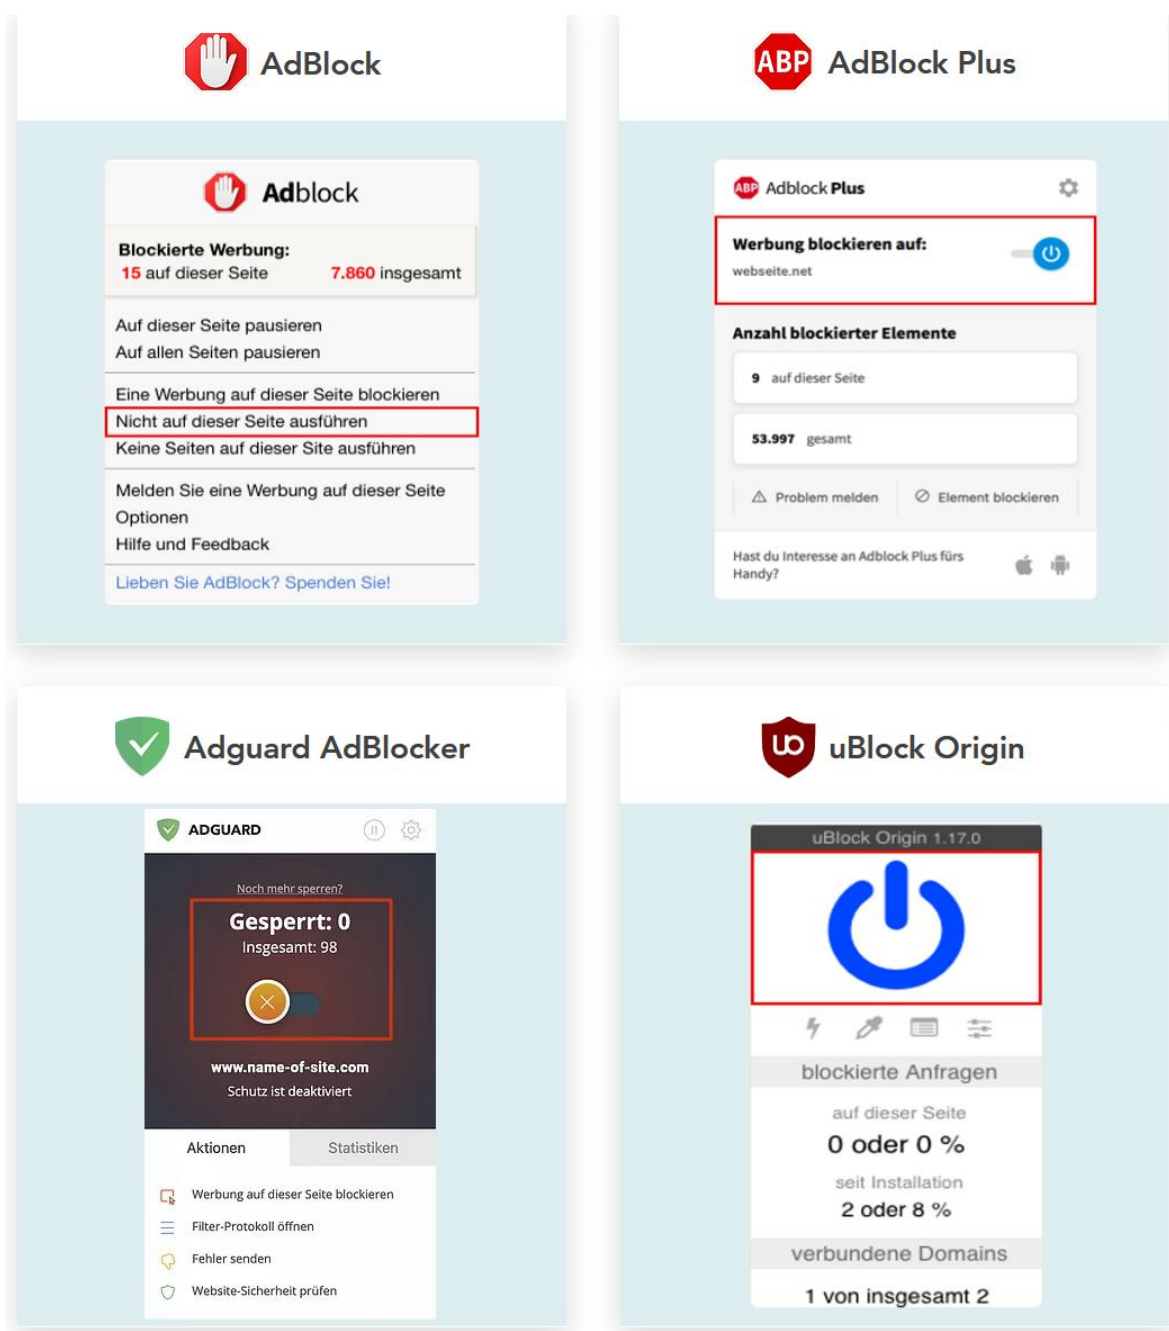 AdBlock
Adblock
Blockierte Werbung:
15 auf dieser Seite 7.860 insgesamt
Auf dieser Seite pausieren
Auf allen Seiten pausieren
Eine Werbung auf dieser Seite blockieren
Nicht auf dieser Seite ausführen
Keine Seiten auf dieser Site ausführen
Melden Sie eine Werbung auf dieser Seite
Optionen
Hilfe und Feedback
Lieben Sie AdBlock? Spenden Sie!
ABP AdBlock Plus
ABP Adblock Plus
Werbung blockieren auf:
webseite.net
Anzahl blockierter Elemente
9 auf dieser Seite
53.997 gesamt
Problem melden Element blockieren
Hast du Interesse an Adblock Plus fürs
Handy?
Adguard AdBlocker
ADGUARD
Noch mehr sperren?
Gesperrt: 0
Insgesamt: 98
www.name-of-site.com
Schutz ist deaktiviert
Aktionen Statistiken
Werbung auf dieser Seite blockieren
Filter-Protokoll öffnen
Fehler senden
Website-Sicherheit prüfen
uBlock Origin
uBlock Origin 1.17.0
blockierte Anfragen
auf dieser Seite
0 oder 0 %
seit Installation
2 oder 8 %
verbundene Domains
1 von insgesamt 2